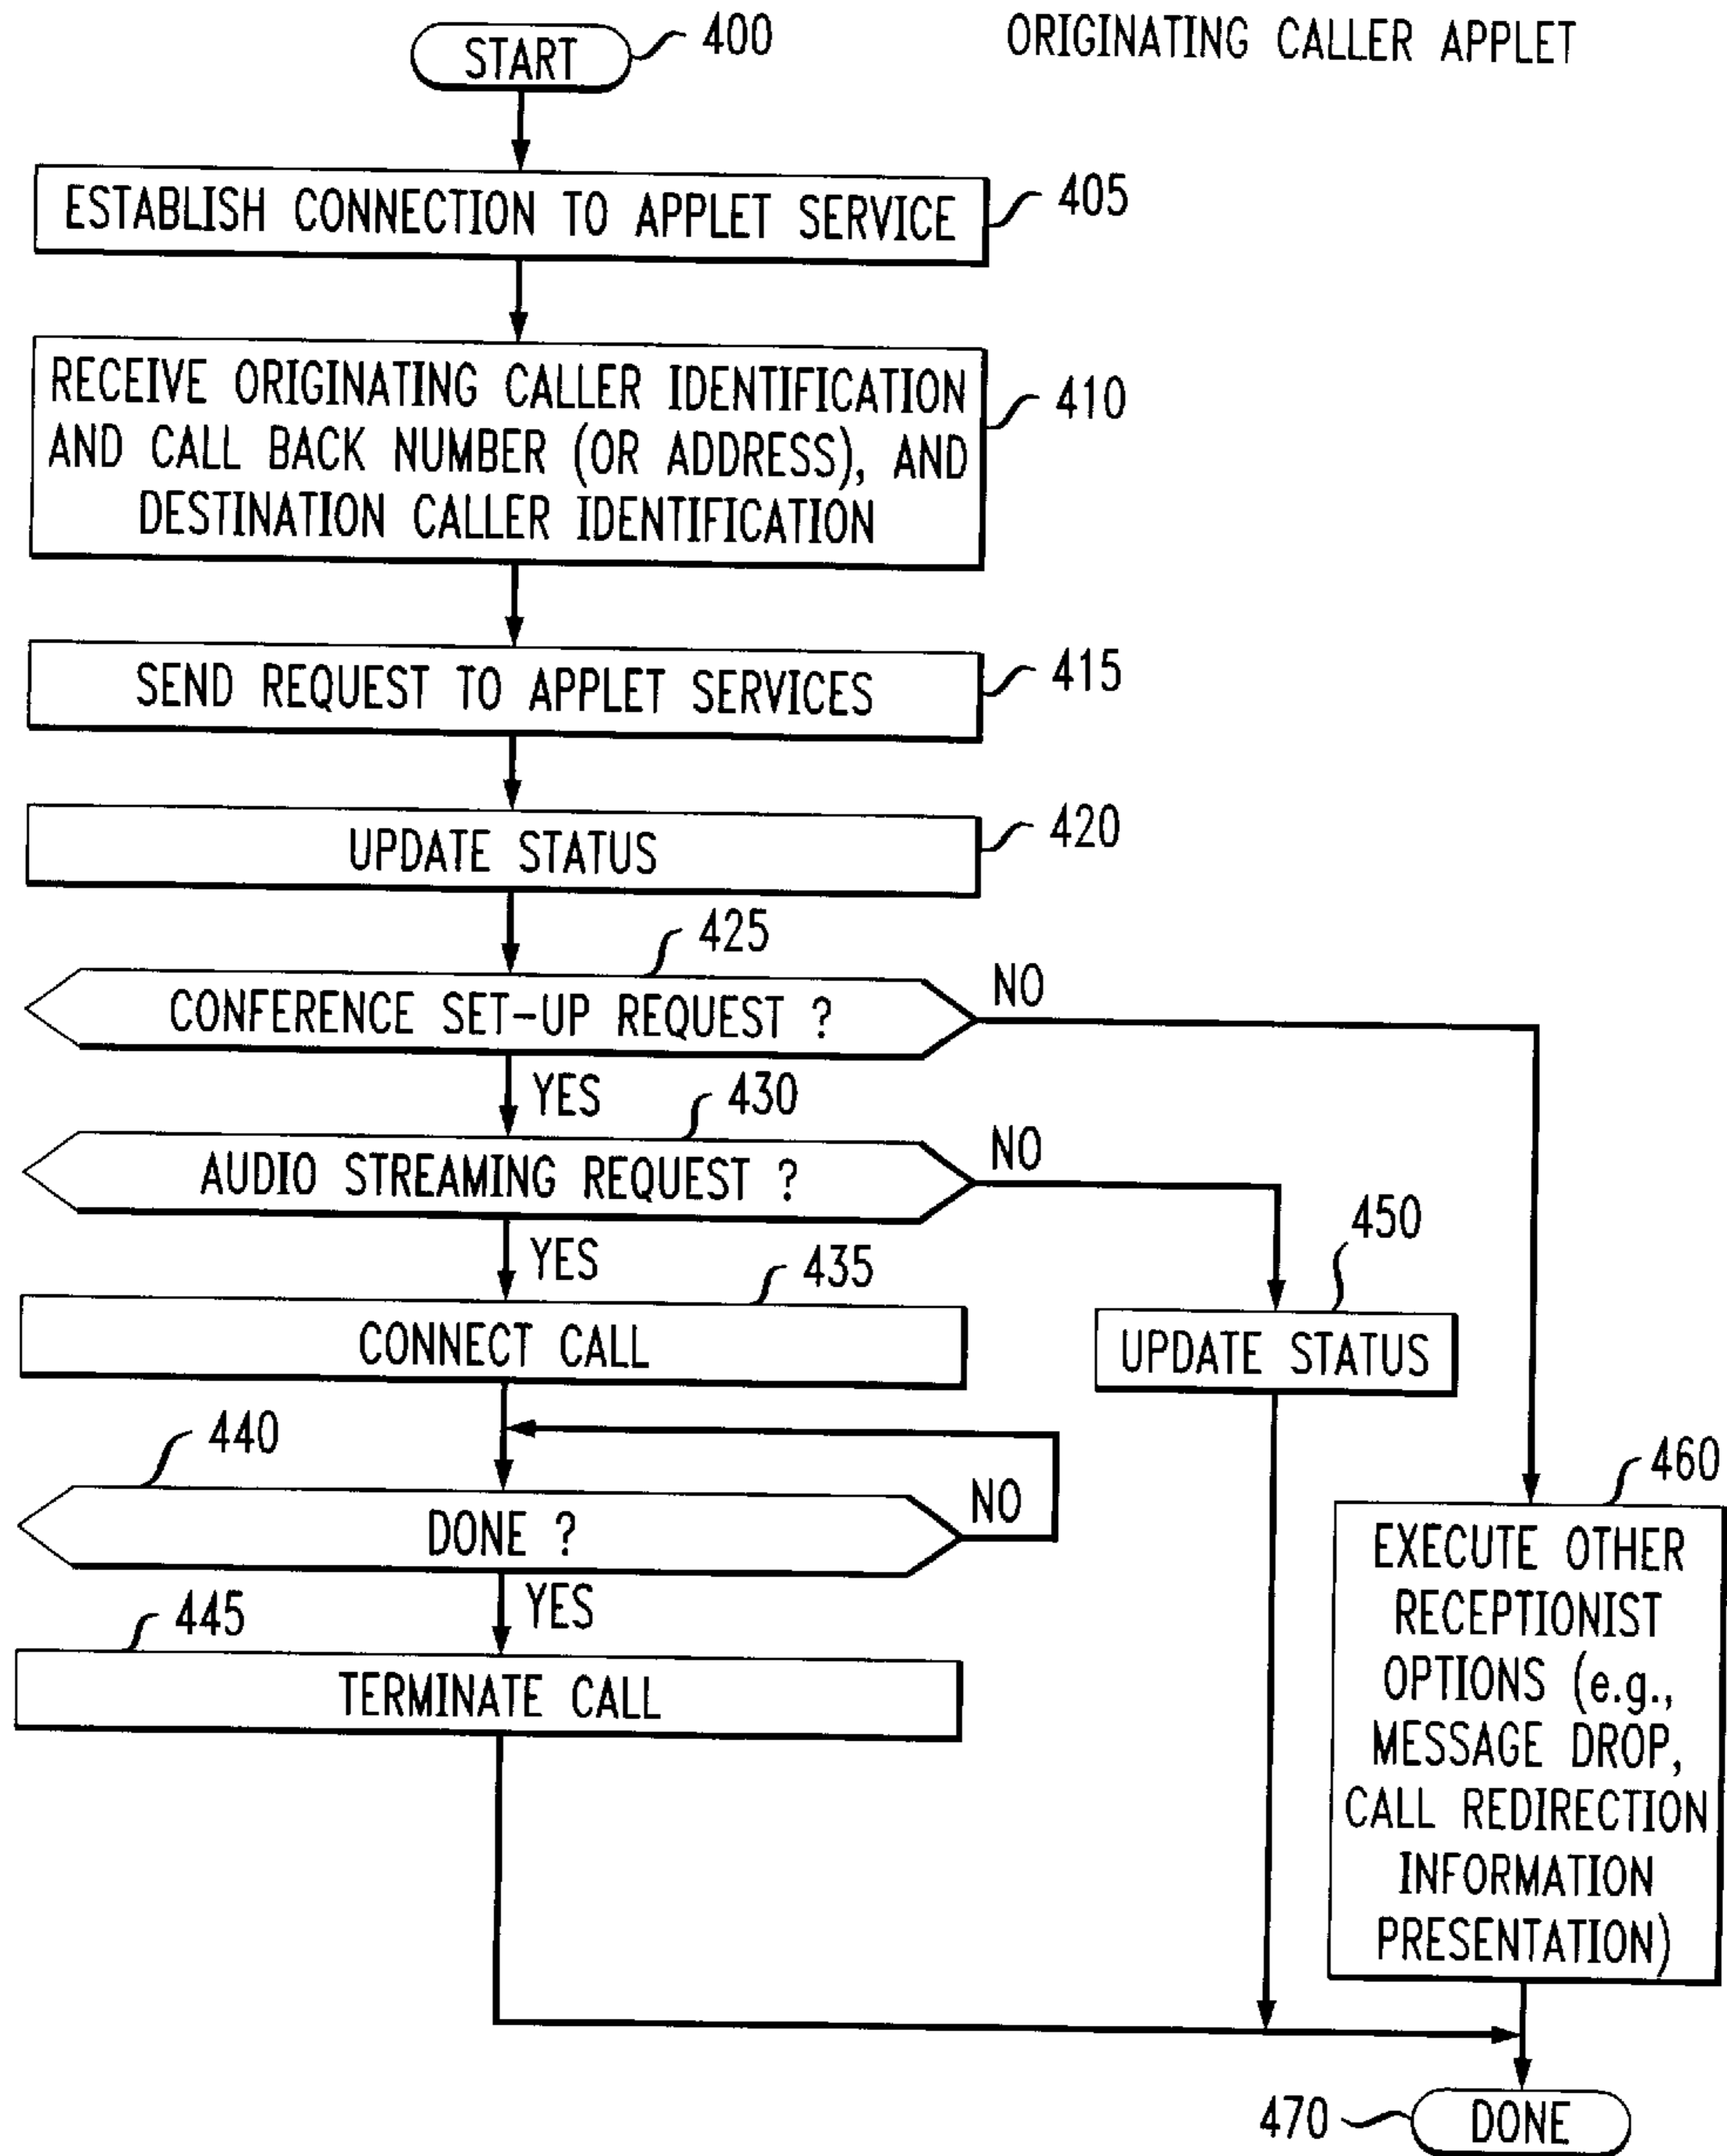 ORIGINATING CALLER APPLET
START
400
ESTABLISH CONNECTION TO APPLET SERVICE
405
RECEIVE ORIGINATING CALLER IDENTIFICATION
AND CALL BACK NUMBER (OR ADDRESS), AND
DESTINATION CALLER IDENTIFICATION
410
SEND REQUEST TO APPLET SERVICES
415
UPDATE STATUS
420
425
CONFERENCE SET-UP REQUEST ?
NO
YES
430
AUDIO STREAMING REQUEST ?
NO
YES
435
CONNECT CALL
450
UPDATE STATUS
440
DONE ?
NO
YES
445
TERMINATE CALL
460
EXECUTE OTHER
RECEPTIONIST
OPTIONS (e.g.,
MESSAGE DROP,
CALL REDIRECTION
INFORMATION
PRESENTATION)
470
DONE